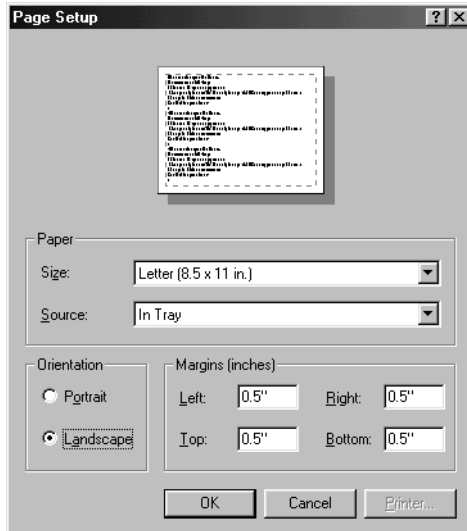 Page Setup
Paper
Size: Letter (8.5 x 11 in.)
Source: In Tray
Orientation Margins (inches)
Portrait Left: 0.5" Right: 0.5"
Landscape Top: 0.5" Bottom: 0.5"
OK Cancel Printer...